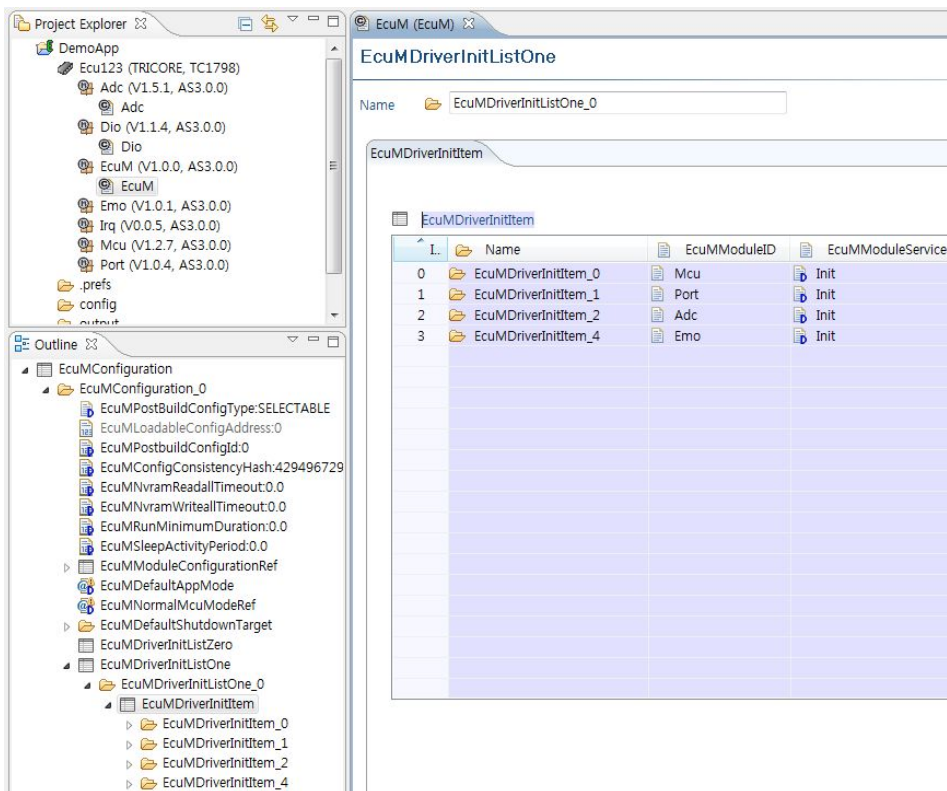 Project Explorer
DemoApp
Ecu123 (TRICORE, TC1798)
Adc (V1.5.1, AS3.0.0)
Adc
Dio (V1.1.4, AS3.0.0)
Dio
EcuM (V1.0.0, AS3.0.0)
EcuM
Emo (V1.0.1, AS3.0.0)
Irq (V0.0.5, AS3.0.0)
Mcu (V1.2.7, AS3.0.0)
Port (V1.0.4, AS3.0.0)
.prefs
config
output
Outline
EcuMConfiguration
EcuMConfiguration_0
EcuMPostBuildConfigType:SELECTABLE
EcuMLoadableConfigAddress:0
EcuMPostbuildConfigId:0
EcuMConfigConsistencyHash:429496729
EcuMNvramReadallTimeout:0.0
EcuMNvramWriteallTimeout:0.0
EcuMRunMinimumDuration:0.0
EcuMSleepActivityPeriod:0.0
EcuMModuleConfigurationRef
EcuMDefaultAppMode
EcuMNormalMcuModeRef
EcuMDefaultShutdownTarget
EcuMDriverInitListZero
EcuMDriverInitListOne
EcuMDriverInitListOne_0
EcuMDriverInitItem
EcuMDriverInitItem_0
EcuMDriverInitItem_1
EcuMDriverInitItem_2
EcuMDriverInitItem_4
EcuM (EcuM)
EcuMDriverInitListOne
Name EcuMDriverInitListOne_0
EcuMDriverInitItem
EcuMDriverInitItem
I.. Name EcuMModuleID EcuMModuleService
0 EcuMDriverInitItem_0 Mcu Init
1 EcuMDriverInitItem_1 Port Init
2 EcuMDriverInitItem_2 Adc Init
3 EcuMDriverInitItem_4 Emo Init